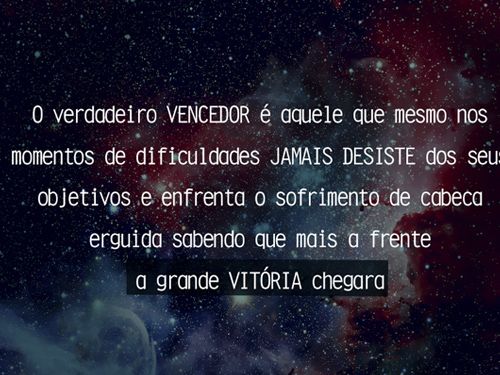 O verdadeiro VENCEDOR é aquele que mesmo nos
momentos de dificuldades JAMAIS DESISTE dos seus
objetivos e enfrenta o sofrimento de cabeca
erguida sabendo que mais a frente
a grande VITÓRIA chegara